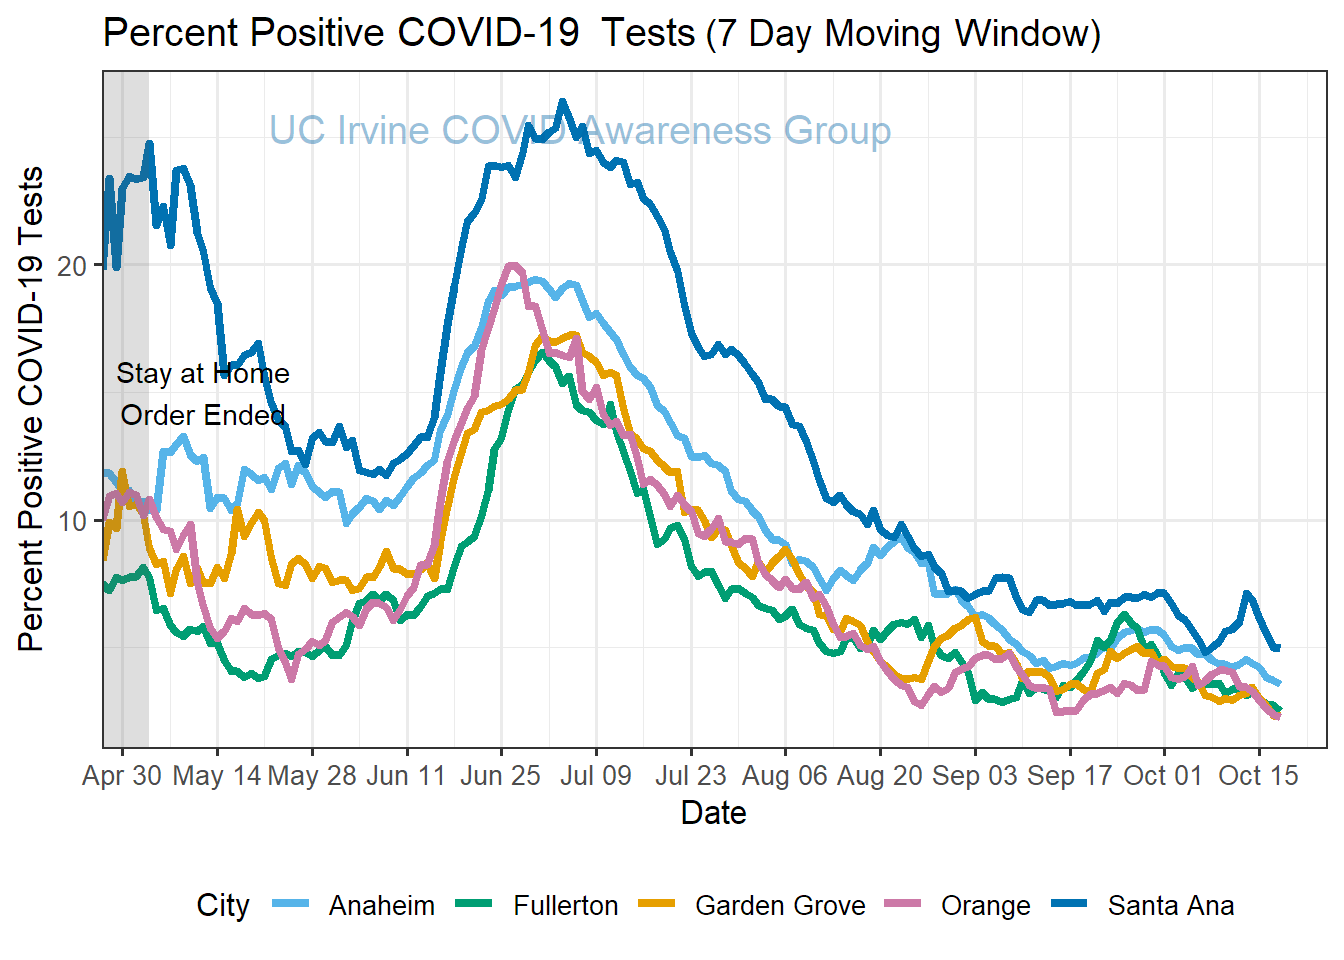 Percent Positive COVID-19  Tests (7 Day Moving Window)
UC Irvine COVID Awareness Group
Percent Positive COVID-19 Tests
20
10
Stay at Home
Order Ended
Apr 30 May 14 May 28 Jun 11 Jun 25 Jul 09 Jul 23 Aug 06 Aug 20 Sep 03 Sep 17 Oct 01 Oct 15
Date
City Anaheim Fullerton Garden Grove Orange Santa Ana